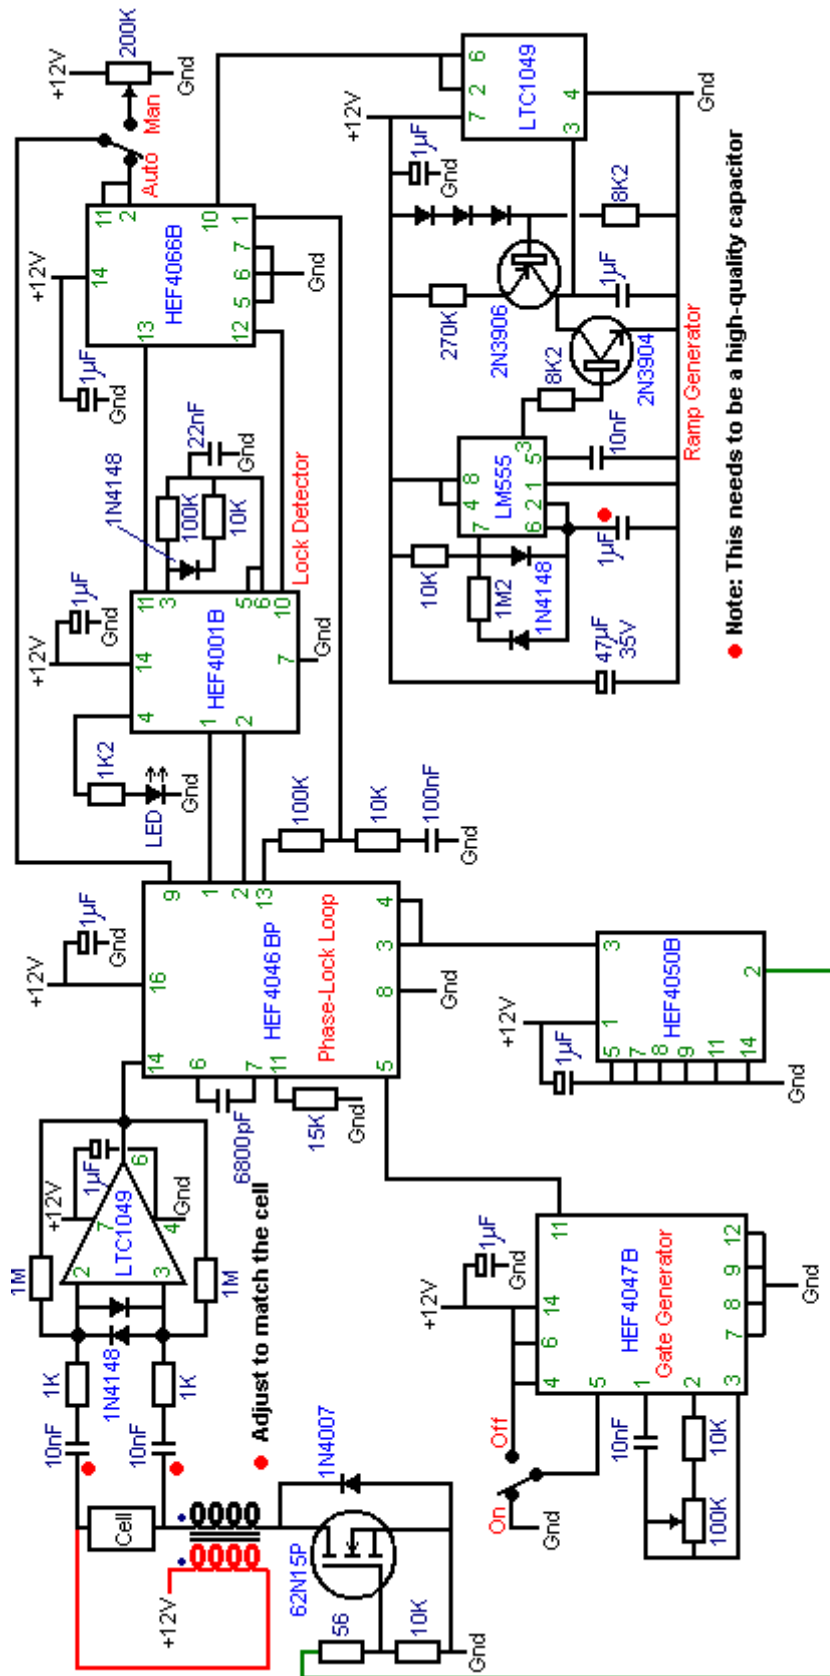 +12V
Cell
10nF
10nF
1K
1K
1N4148
1M
1M
2
3
7
4
6
LTC1049
+12V
1µF
Gnd
Adjust to match the cell
1N4007
62N15P
56
10K
Gnd
+12V
1µF
Gnd
14
16
9
6
7
11
5
8
3
4
1
2
13
HEF4046BP
Phase-Lock Loop
6800pF
15K
Gnd
Gnd
100K
10K
100nF
Gnd
LED
1K2
Gnd
+12V
1µF
Gnd
4
14
11
3
1
2
5
6
10
7
HEF4001B
Gnd
Lock Detector
1N4148
100K
10K
22nF
Gnd
+12V
1µF
Gnd
14
11
2
13
10
12
5
6
7
1
HEF4066B
Gnd
Auto
Man
+12V
200K
Gnd
On
Off
Gnd
+12V
1µF
Gnd
4
6
14
11
5
1
2
3
7
8
9
12
HEF4047B
Gate Generator
10nF
10K
100K
Gnd
+12V
1µF
1
3
5
7
8
9
11
14
2
HEF4050B
Gnd
47µF
35V
10K
1M2
1N4148
7
4
8
6
2
1
5
3
LM555
1µF
10nF
8K2
2N3904
2N3906
270K
1µF
8K2
1µF
Gnd
+12V
7
2
6
3
4
LTC1049
Gnd
Ramp Generator
Note: This needs to be a high-quality capacitor